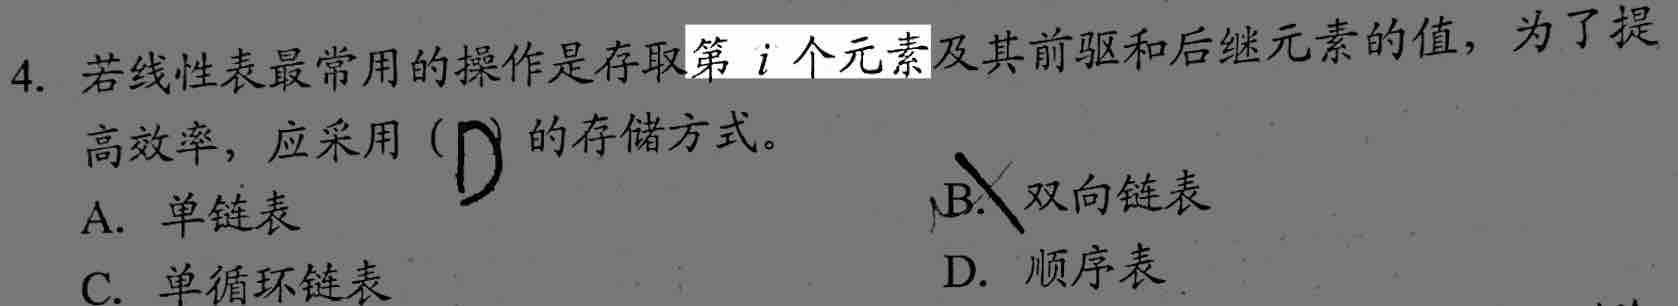 4. 若线性表最常用的操作是存取第 i 个元素及其前驱和后继元素的值，为了提
高效率，应采用（D）的存储方式。
A. 单链表 B. 双向链表
C. 单循环链表 D. 顺序表